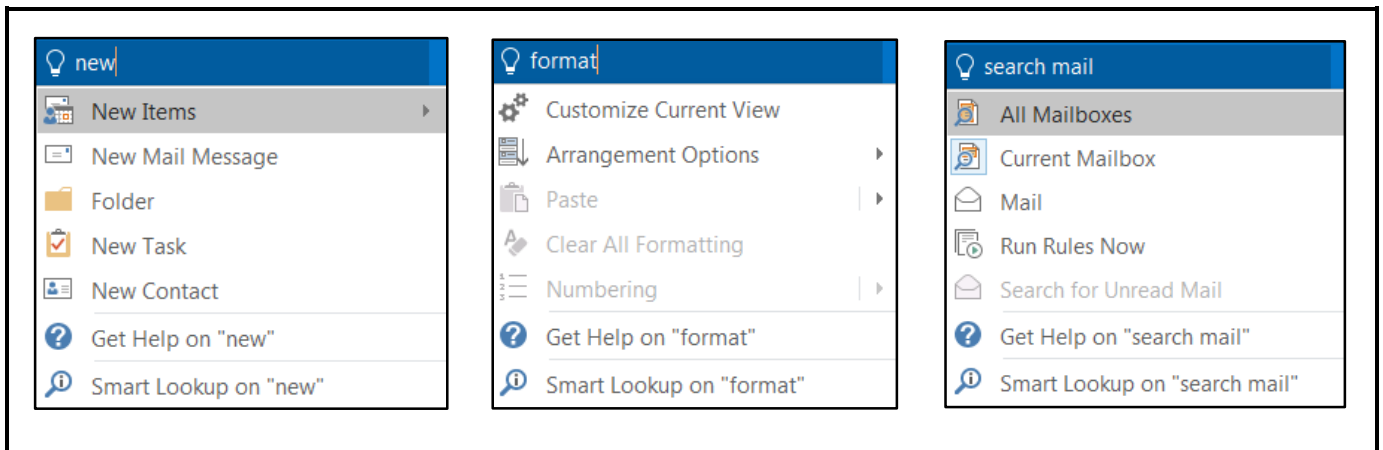 new
New Items
New Mail Message
Folder
New Task
New Contact
Get Help on "new"
Smart Lookup on "new"
format
Customize Current View
Arrangement Options
Paste
Clear All Formatting
Numbering
Get Help on "format"
Smart Lookup on "format"
search mail
All Mailboxes
Current Mailbox
Mail
Run Rules Now
Search for Unread Mail
Get Help on "search mail"
Smart Lookup on "search mail"